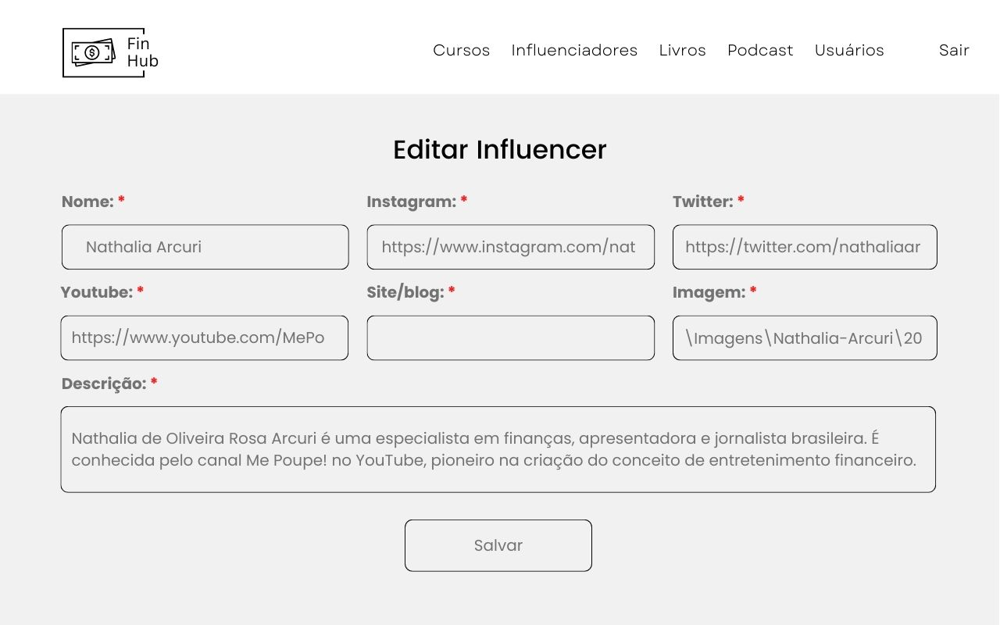 Fin
Hub
Cursos Influenciadores Livros Podcast Usuários Sair
Editar Influencer
Nome: * Instagram: * Twitter: *
Nathalia Arcuri https://www.instagram.com/nat https://twitter.com/nathaliaar
Youtube: * Site/blog: * Imagem: *
https://www.youtube.com/MePo \Imagens\Nathalia-Arcuri\20
Descrição: *
Nathalia de Oliveira Rosa Arcuri é uma especialista em finanças, apresentadora e jornalista brasileira. É
conhecida pelo canal Me Poupe! no YouTube, pioneiro na criação do conceito de entretenimento financeiro.
Salvar